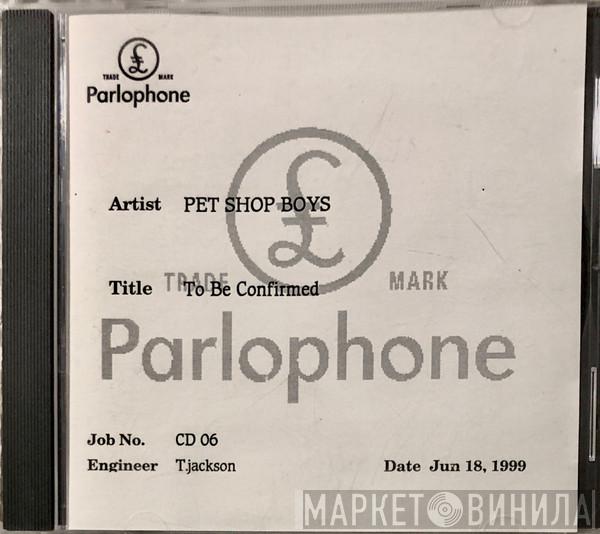 £
TRADE MARK
Parlophone
£
Artist PET SHOP BOYS
TRADE MARK
Title To Be Confirmed
Parlophone
Job No. CD 06
Engineer T.jackson Date Jun 18, 1999
МАРКЕТ ВИНИЛА